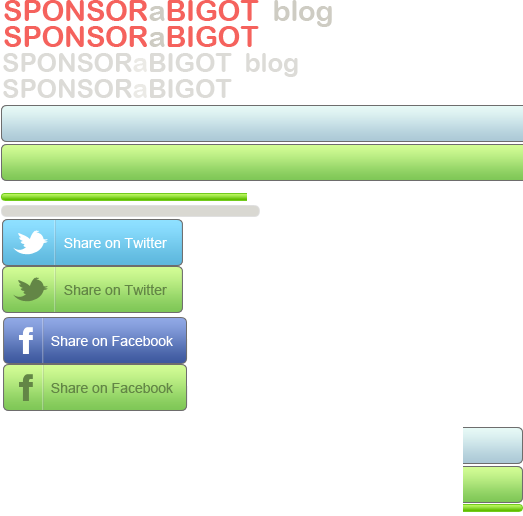 SPONSORaBIGOT blog
SPONSORaBIGOT
SPONSORaBIGOT blog
SPONSORaBIGOT
Share on Twitter
Share on Twitter
Share on Facebook
Share on Facebook